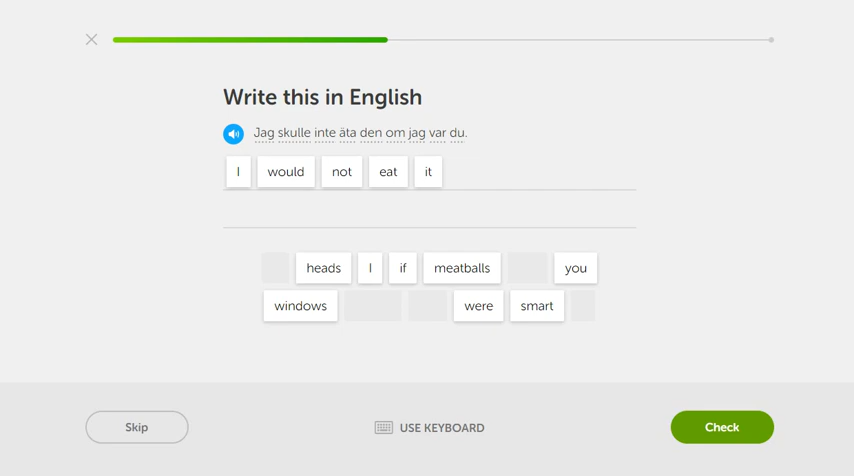 Write this in English
Jag skulle inte äta den om jag var du.
I would not eat it
heads I if meatballs you
windows were smart
Skip USE KEYBOARD Check